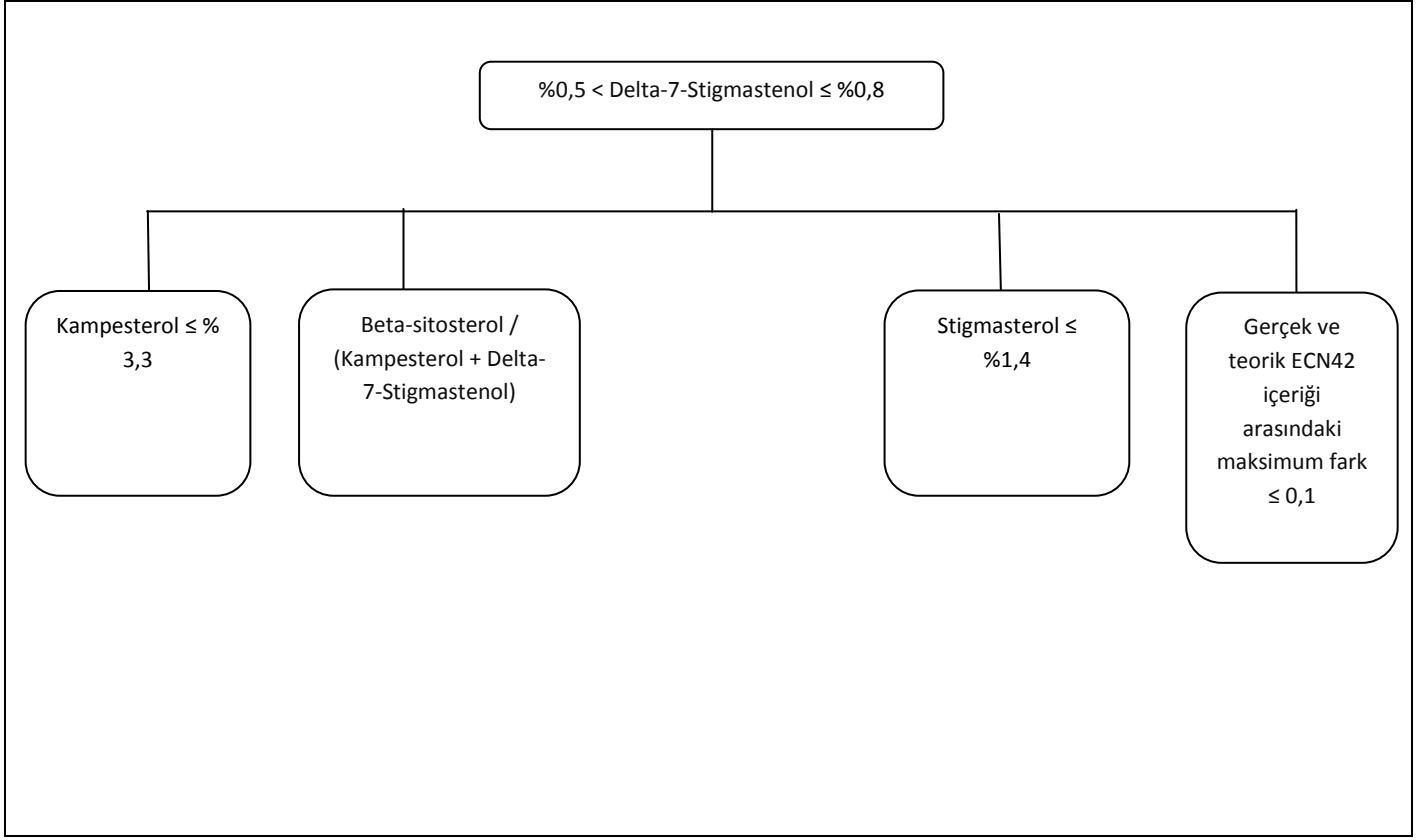 %0,5 < Delta-7-Stigmastenol ≤ %0,8
Kampesterol ≤ %
3,3
Beta-sitosterol /
(Kampesterol + Delta-
7-Stigmastenol)
Stigmasterol ≤
%1,4
Gerçek ve
teorik ECN42
içeriği
arasındaki
maksimum fark
≤ 0,1